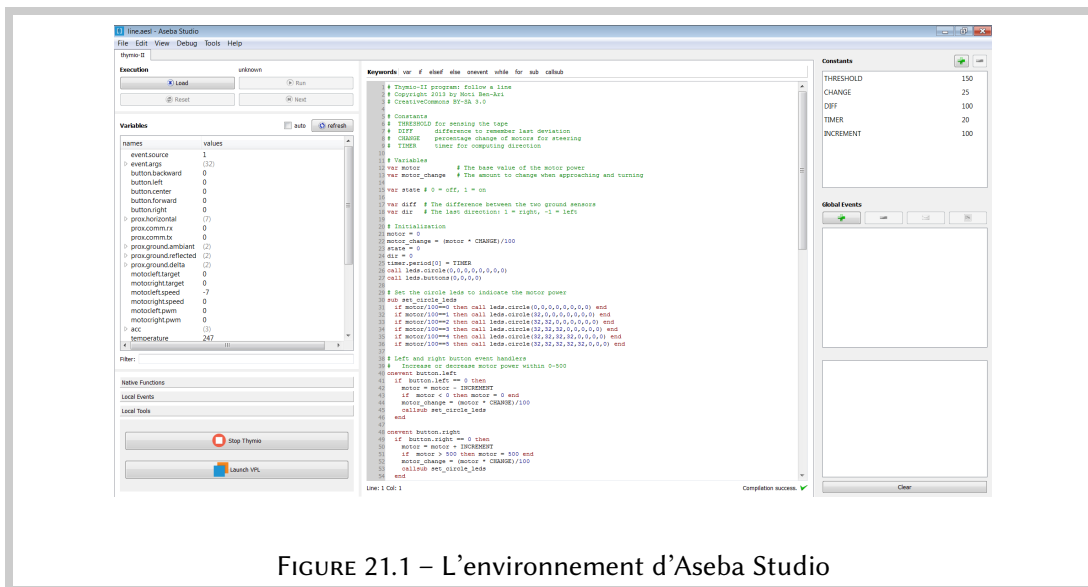 line.aesl - Aseba Studio
File Edit View Debug Tools Help
thymio-II
Execution unknown
Load Run
Reset Next
Variables auto refresh
names values
event.source 1
event.args (32)
button.backward 0
button.left 0
button.center 0
button.forward 0
button.right 0
prox.horizontal (7)
prox.comm.rx 0
prox.comm.tx 0
prox.ground.ambiant (2)
prox.ground.reflected (2)
prox.ground.delta (2)
motor.left.target 0
motor.right.target 0
motor.left.speed -7
motor.right.speed 0
motor.left.pwm 0
motor.right.pwm 0
acc (3)
temperature 247
Filter:
Native Functions
Local Events
Local Tools
Stop Thymio
Launch VPL
Keywords var if elseif else onevent while for sub callsub
1 # Thymio-II program: follow a line
2 # Copyright 2013 by Moti Ben-Ari
3 # CreativeCommons BY-SA 3.0
4
5 # Constants
6 # THRESHOLD for sensing the tape
7 # DIFF difference to remember last deviation
8 # CHANGE percentage change of motors for steering
9 # TIMER timer for computing direction
10
11 # Variables
12 var motor # The base value of the motor power
13 var motor_change # The amount to change when approaching and turning
14
15 var state # 0 = off, 1 = on
16
17 var diff # The difference between the two ground sensors
18 var dir # The last direction: 1 = right, -1 = left
19
20 # Initialization
21 motor = 0
22 motor_change = (motor * CHANGE)/100
23 state = 0
24 dir = 0
25 timer.period[0] = TIMER
26 call leds.circle(0,0,0,0,0,0,0,0)
27 call leds.buttons(0,0,0,0)
28
29 # Set the circle leds to indicate the motor power
30 sub set_circle_leds
31 if motor/100==0 then call leds.circle(0,0,0,0,0,0,0,0) end
32 if motor/100==1 then call leds.circle(32,0,0,0,0,0,0,0) end
33 if motor/100==2 then call leds.circle(32,32,0,0,0,0,0,0) end
34 if motor/100==3 then call leds.circle(32,32,32,0,0,0,0,0) end
35 if motor/100==4 then call leds.circle(32,32,32,32,0,0,0,0) end
36 if motor/100==5 then call leds.circle(32,32,32,32,32,0,0,0) end
37
38 # Left and right button event handlers
39 # Increase or decrease motor power within 0-500
40 onevent button.left
41 if button.left == 0 then
42 motor = motor - INCREMENT
43 if motor < 0 then motor = 0 end
44 motor_change = (motor * CHANGE)/100
45 callsub set_circle_leds
46 end
47
48 onevent button.right
49 if button.right == 0 then
50 motor = motor + INCREMENT
51 if motor > 500 then motor = 500 end
52 motor_change = (motor * CHANGE)/100
53 callsub set_circle_leds
54 end
Line: 1 Col: 1 Compilation success.
Constants
THRESHOLD 150
CHANGE 25
DIFF 100
TIMER 20
INCREMENT 100
Global Events
Clear
FIGURE 21.1 – L'environnement d'Aseba Studio